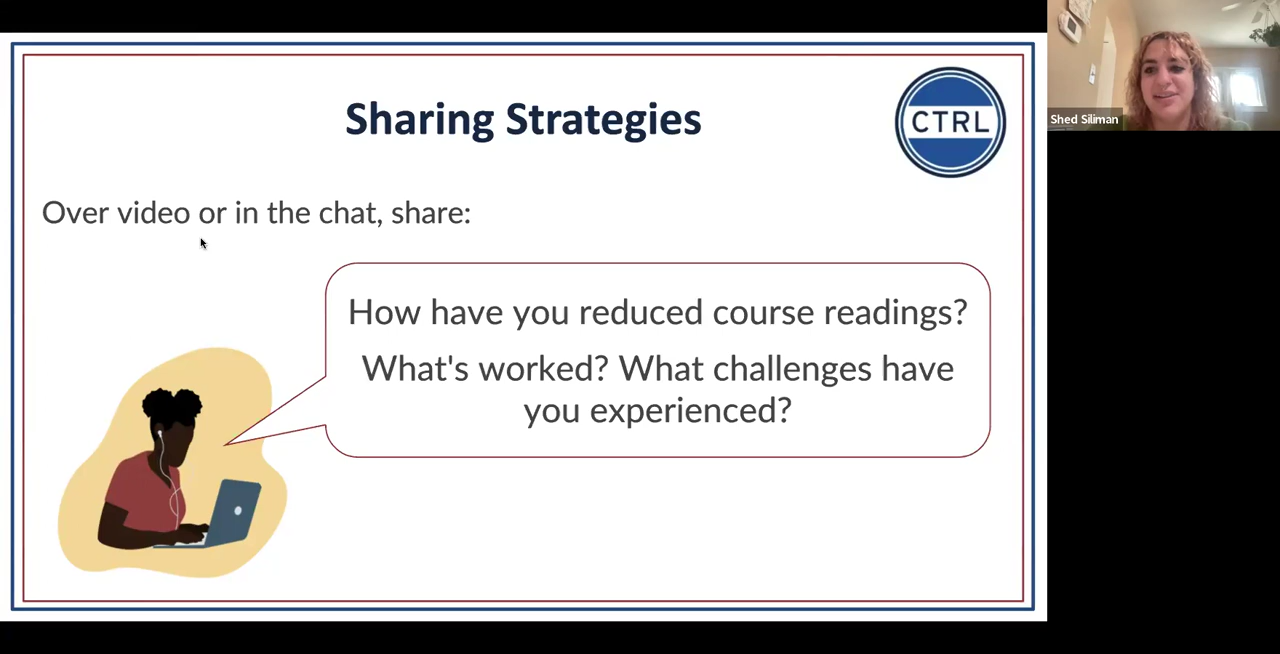 Sharing Strategies
CTRL
Shed Siliman
Over video or in the chat, share:
How have you reduced course readings?
What's worked? What challenges have
you experienced?